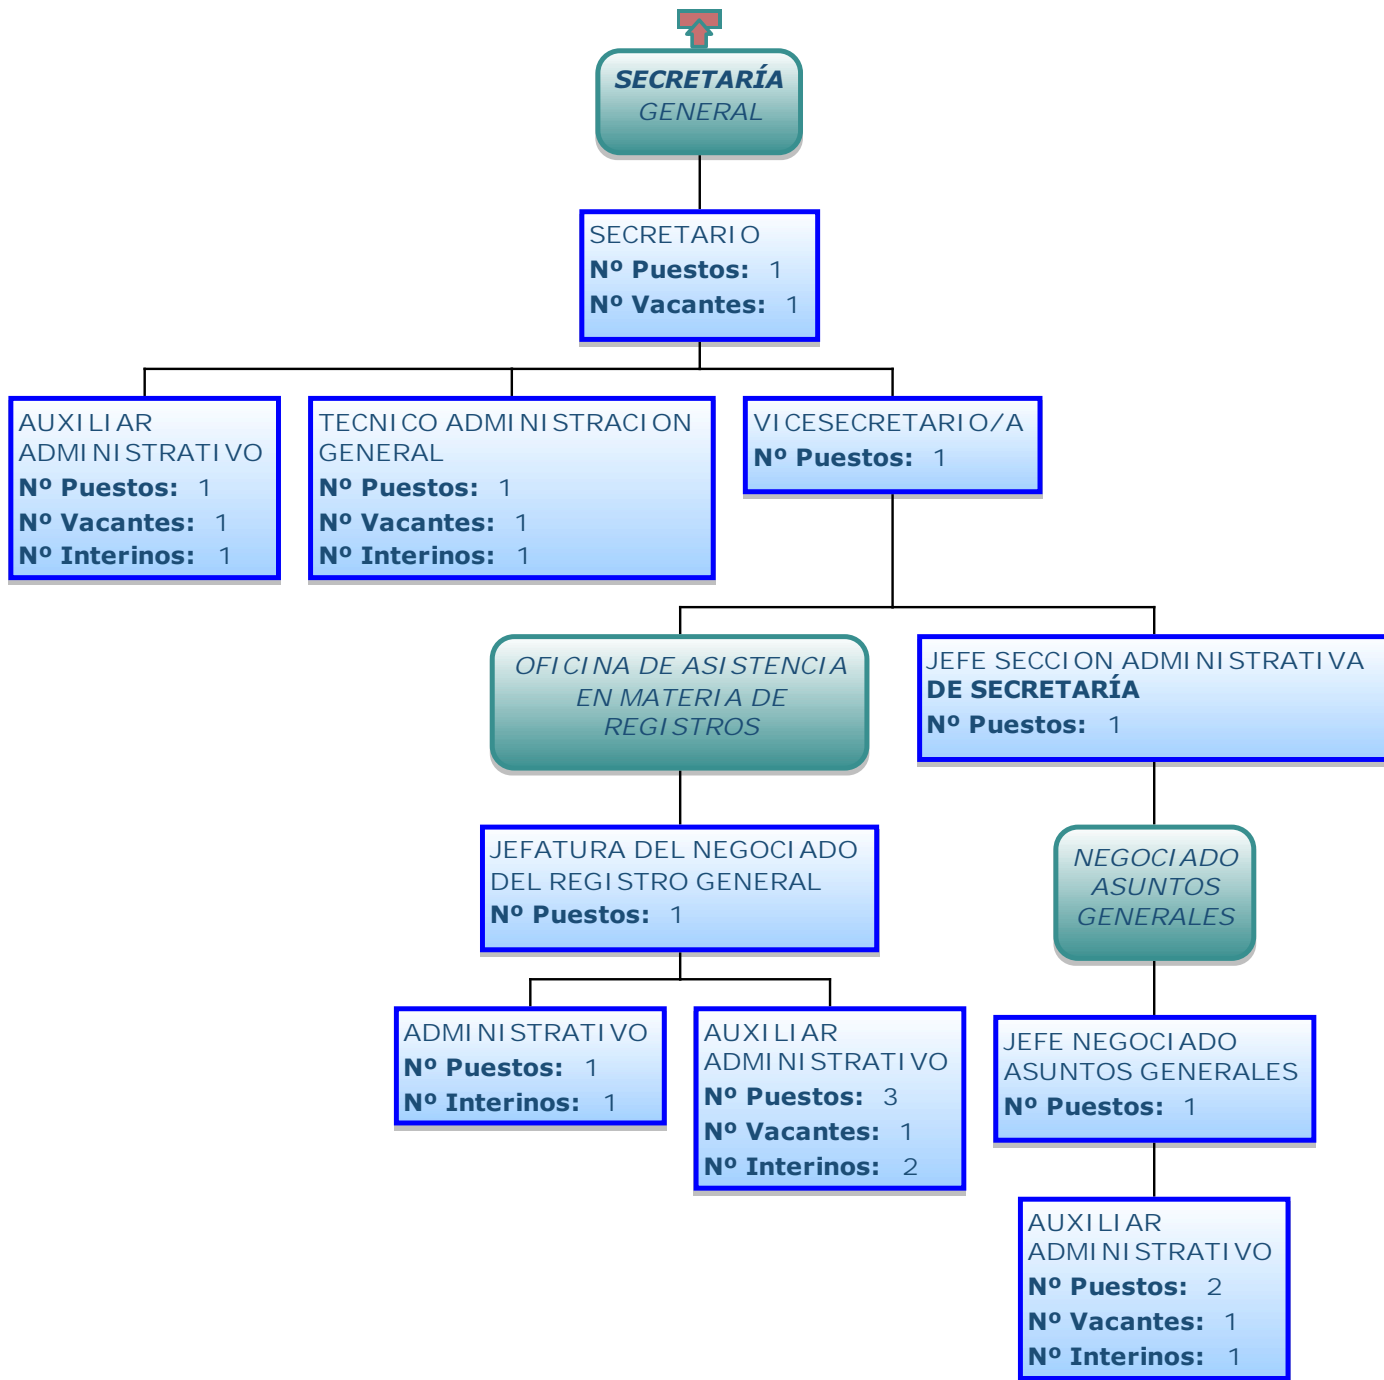 SECRETARÍA
GENERAL
SECRETARIO
Nº Puestos: 1
Nº Vacantes: 1
AUXILIAR
ADMINISTRATIVO
Nº Puestos: 1
Nº Vacantes: 1
Nº Interinos: 1
TECNICO ADMINISTRACION
GENERAL
Nº Puestos: 1
Nº Vacantes: 1
Nº Interinos: 1
VICESECRETARIO/A
Nº Puestos: 1
OFICINA DE ASISTENCIA
EN MATERIA DE
REGISTROS
JEFE SECCION ADMINISTRATIVA
DE SECRETARÍA
Nº Puestos: 1
JEFATURA DEL NEGOCIADO
DEL REGISTRO GENERAL
Nº Puestos: 1
NEGOCIADO
ASUNTOS
GENERALES
ADMINISTRATIVO
Nº Puestos: 1
Nº Interinos: 1
AUXILIAR
ADMINISTRATIVO
Nº Puestos: 3
Nº Vacantes: 1
Nº Interinos: 2
JEFE NEGOCIADO
ASUNTOS GENERALES
Nº Puestos: 1
AUXILIAR
ADMINISTRATIVO
Nº Puestos: 2
Nº Vacantes: 1
Nº Interinos: 1